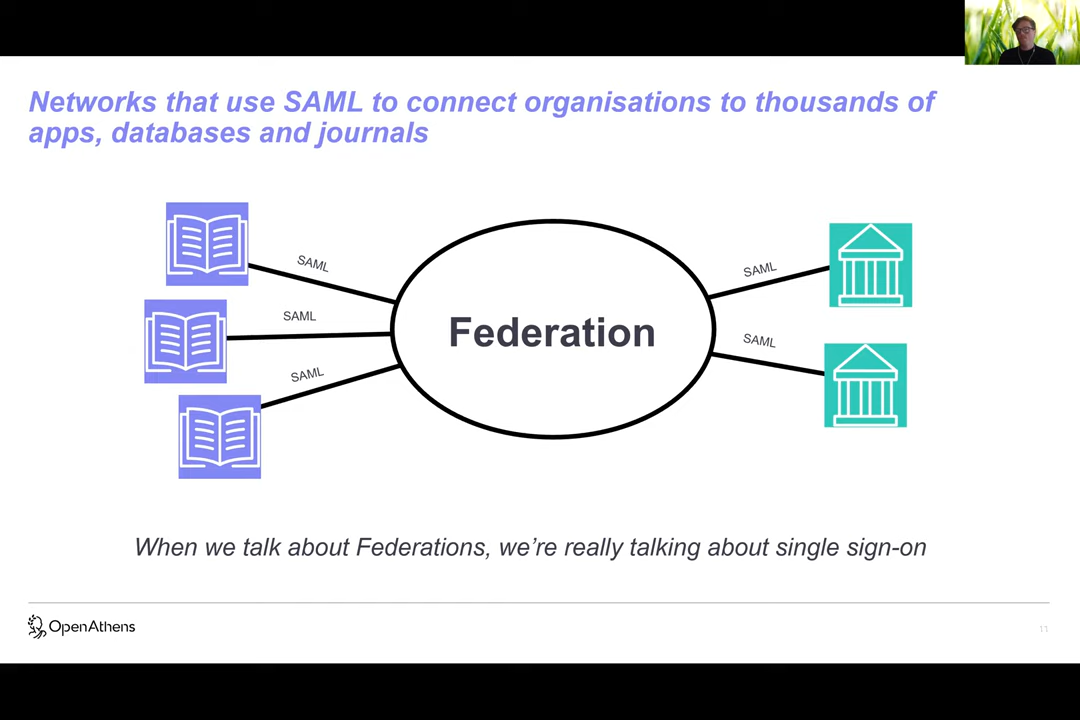 Networks that use SAML to connect organisations to thousands of
apps, databases and journals
SAML
SAML
SAML
Federation
SAML
SAML
When we talk about Federations, we're really talking about single sign-on
OpenAthens
11